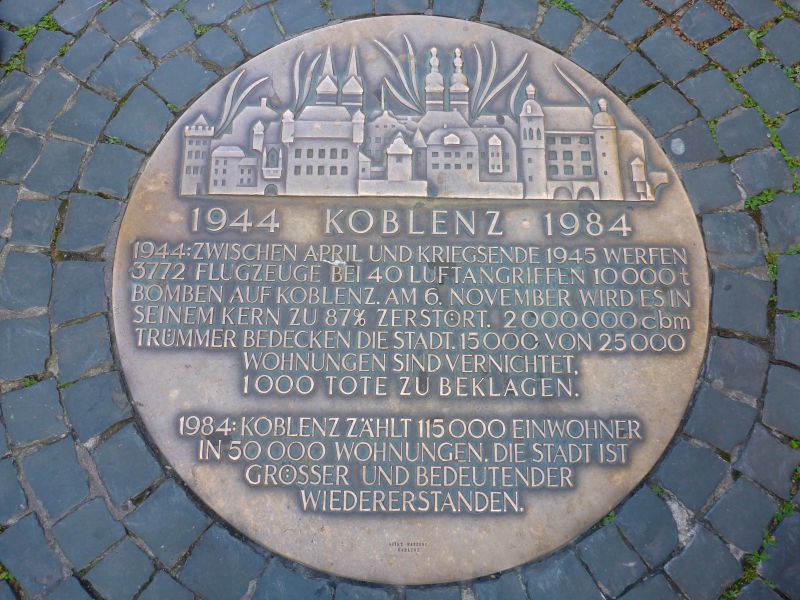 1944 KOBLENZ 1984
1944: ZWISCHEN APRIL UND KRIEGSENDE 1945 WERFEN
3772 FLUGZEUGE BEI 40 LUFTANGRIFFEN 10000t
BOMBEN AUF KOBLENZ. AM 6. NOVEMBER WIRD ES IN
SEINEM KERN ZU 87% ZERSTÖRT. 2000000 cbm
TRÜMMER BEDECKEN DIE STADT. 15000 VON 25000
WOHNUNGEN SIND VERNICHTET,
1000 TOTE ZU BEKLAGEN.
1984: KOBLENZ ZÄHLT 115000 EINWOHNER
IN 50000 WOHNUNGEN. DIE STADT IST
GRÖSSER UND BEDEUTENDER
WIEDERERSTANDEN.